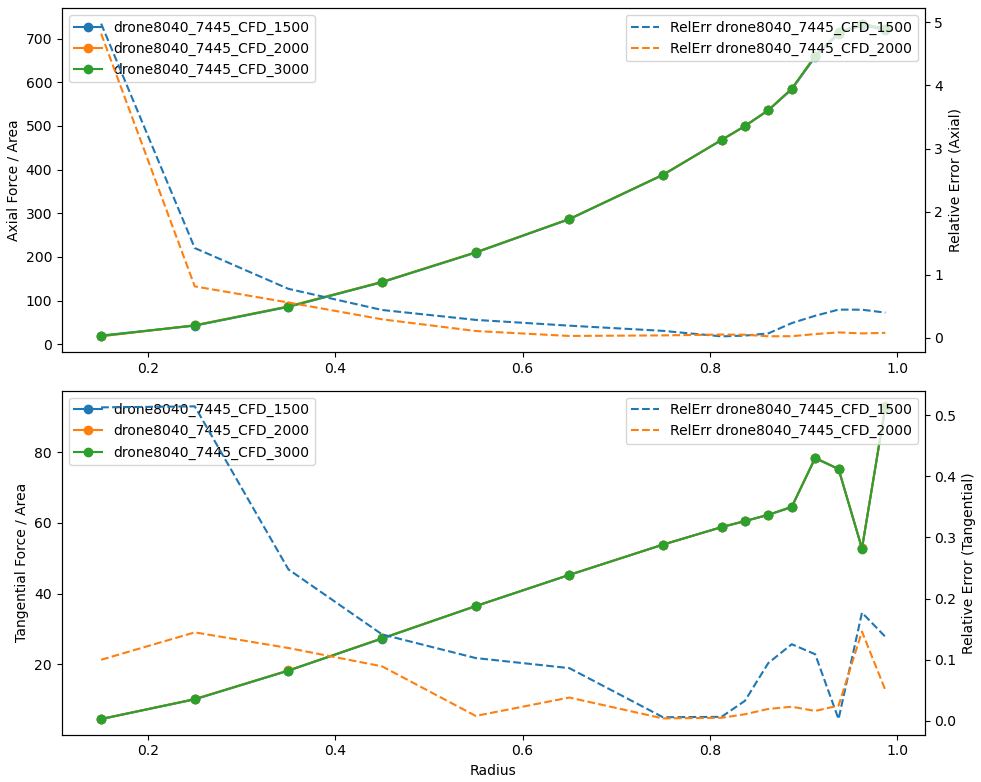 drone8040_7445_CFD_1500
drone8040_7445_CFD_2000
drone8040_7445_CFD_3000
RelErr drone8040_7445_CFD_1500
RelErr drone8040_7445_CFD_2000
Axial Force / Area
700
600
500
400
300
200
100
0
5
4
3
2
1
0
Relative Error (Axial)
0.2
0.4
0.6
0.8
1.0
drone8040_7445_CFD_1500
drone8040_7445_CFD_2000
drone8040_7445_CFD_3000
RelErr drone8040_7445_CFD_1500
RelErr drone8040_7445_CFD_2000
Tangential Force / Area
80
60
40
20
0.5
0.4
0.3
0.2
0.1
0.0
Relative Error (Tangential)
0.2
0.4
0.6
0.8
1.0
Radius